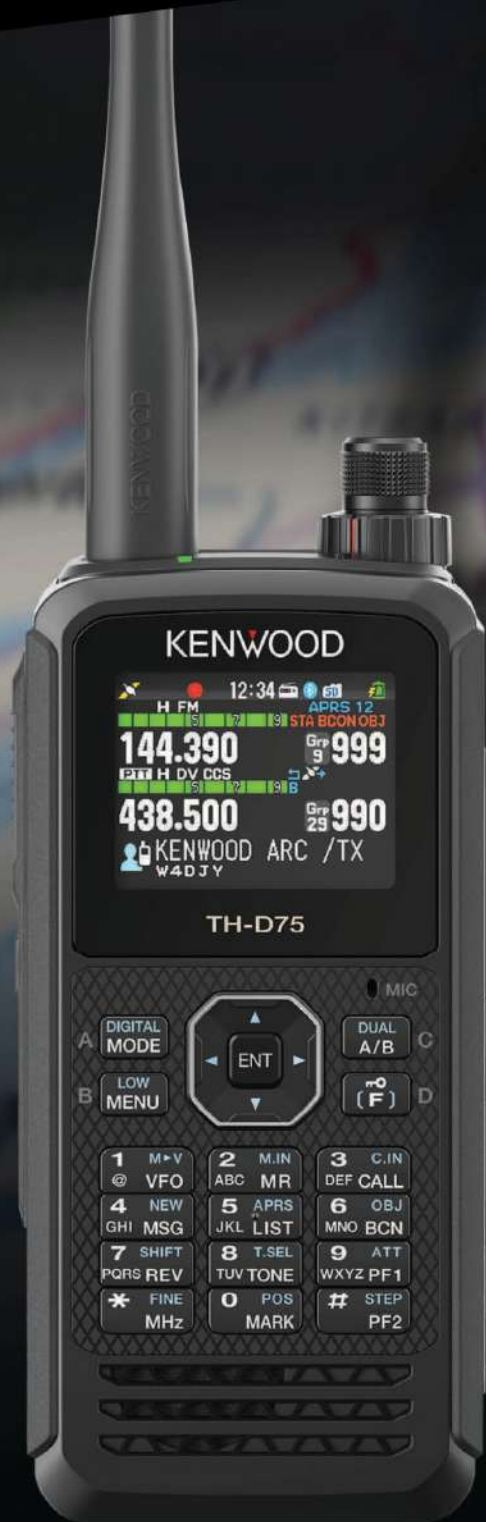 KENWOOD
KENWOOD
12:34 SD
H FM APRS 12
5 7 9 STA BCON OBJ
144.390 Grp 9 999
PTT H DV CCS
5 7 9 B
438.500 Grp 29 990
KENWOOD ARC /TX
W4DJY
TH-D75
MIC
A DIGITAL MODE ENT DUAL A/B C
B LOW MENU (F) D
1 M►V 2 M.IN 3 C.IN
@ VFO ABC MR DEF CALL
4 NEW 5 APRS 6 OBJ
GHI MSG JKL LIST MNO BCN
7 SHIFT 8 T.SEL 9 ATT
PQRS REV TUV TONE WXYZ PF1
* FINE 0 POS # STEP
MHz MARK PF2